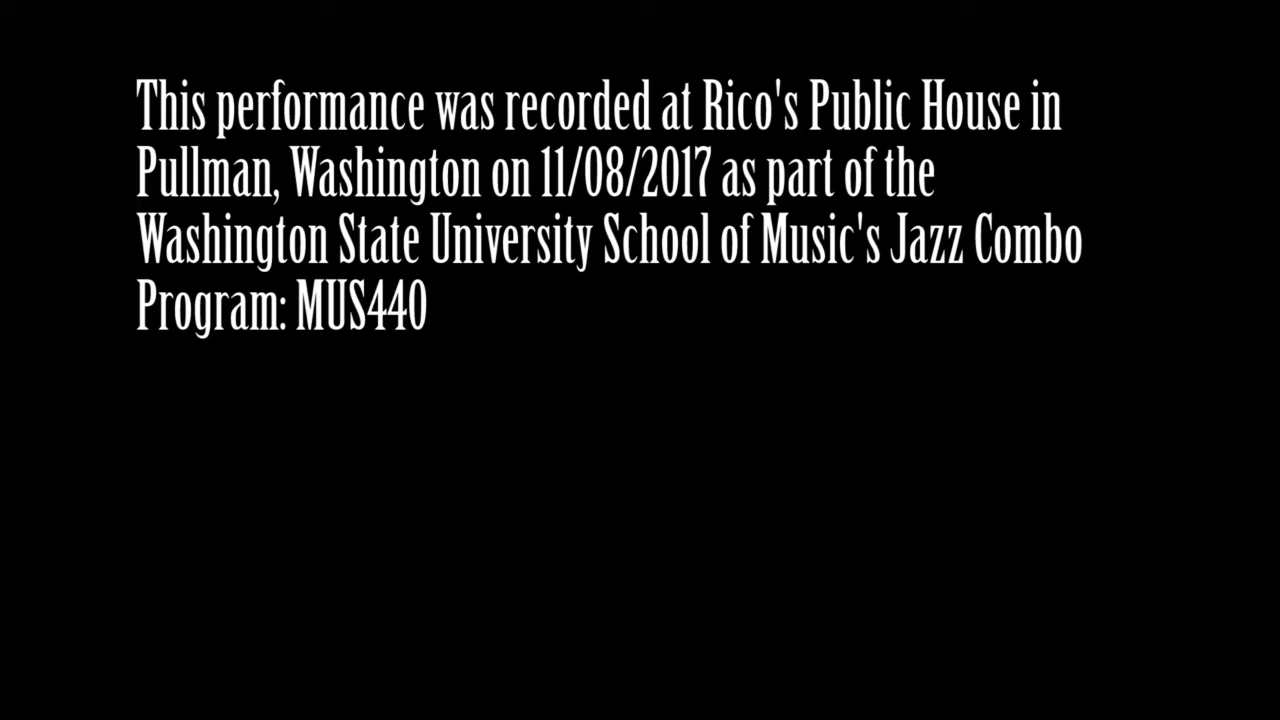 This performance was recorded at Rico's Public House in
Pullman, Washington on 11/08/2017 as part of the
Washington State University School of Music's Jazz Combo
Program: MUS440